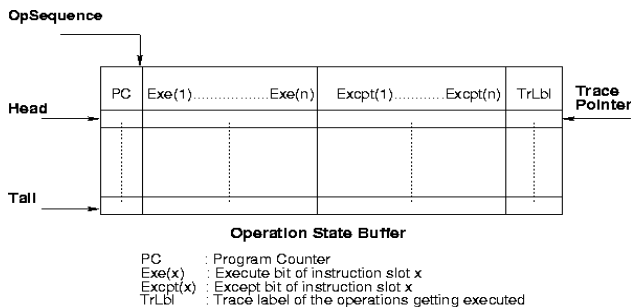 OpSequence
PC Exe(1)................Exe(n) Excpt(1)...........Excpt(n) TrLbl
Head
Trace
Pointer
Tail
Operation State Buffer
PC : Program Counter
Exe(x) : Execute bit of instruction slot x
Excpt(x) : Except bit of instruction slot x
TrLbl : Trace label of the operations getting executed